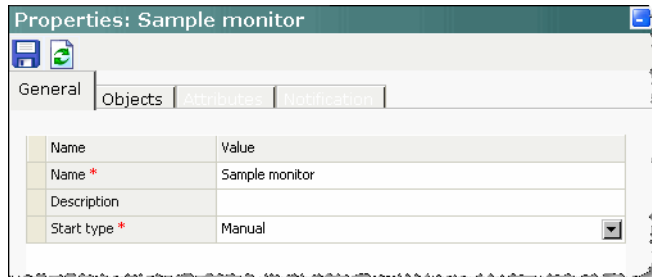 Properties: Sample monitor
General Objects Attributes Notification
Name Value
Name * Sample monitor
Description
Start type * Manual